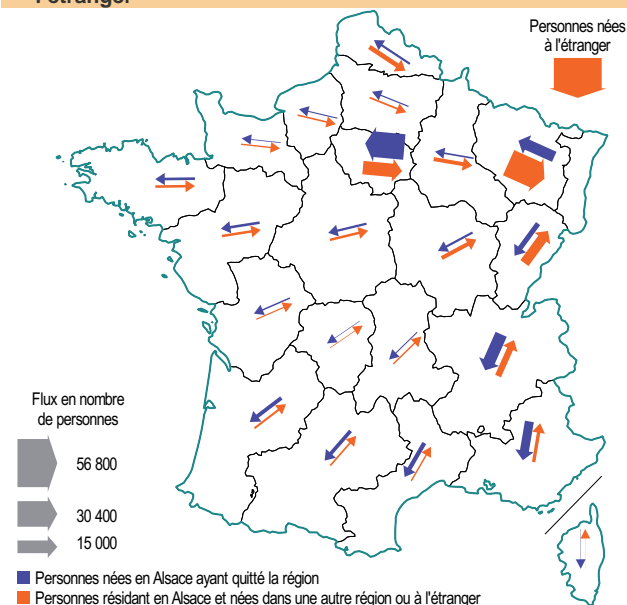 l'étranger
Personnes nées
à l'étranger
Flux en nombre
de personnes
56 800
30 400
15 000
Personnes nées en Alsace ayant quitté la région
Personnes résidant en Alsace et nées dans une autre région ou à l'étranger